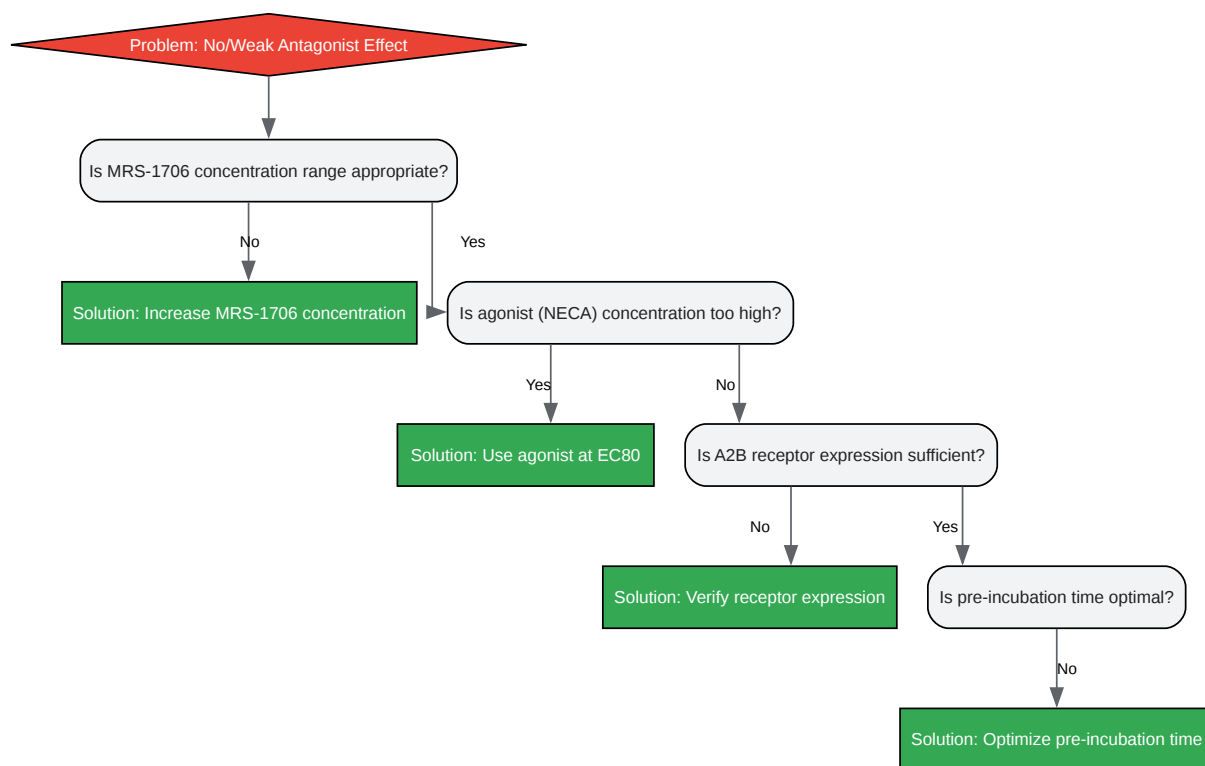 Problem: No/Weak Antagonist Effect
Is MRS-1706 concentration range appropriate?
No
Yes
Solution: Increase MRS-1706 concentration
Is agonist (NECA) concentration too high?
Yes
No
Solution: Use agonist at EC80
Is A2B receptor expression sufficient?
No
Yes
Solution: Verify receptor expression
Is pre-incubation time optimal?
No
Solution: Optimize pre-incubation time